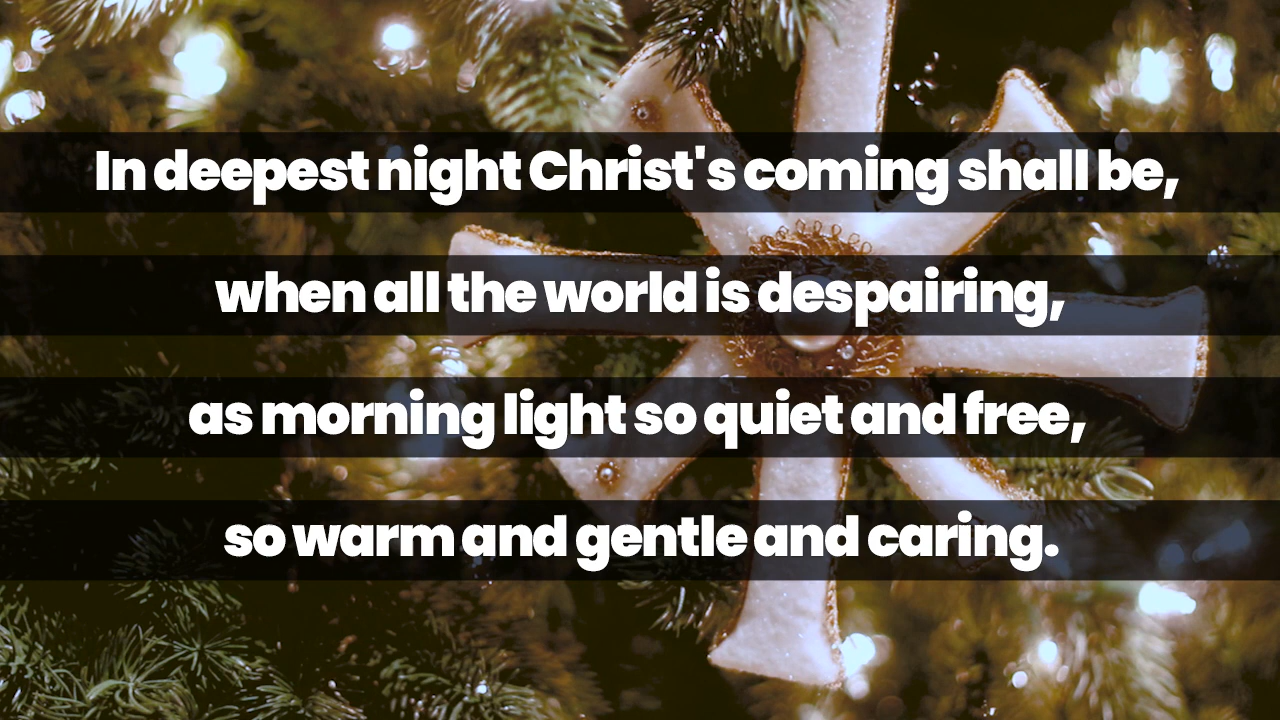 In deepest night Christ's coming shall be,
when all the world is despairing,
as morning light so quiet and free,
so warm and gentle and caring.